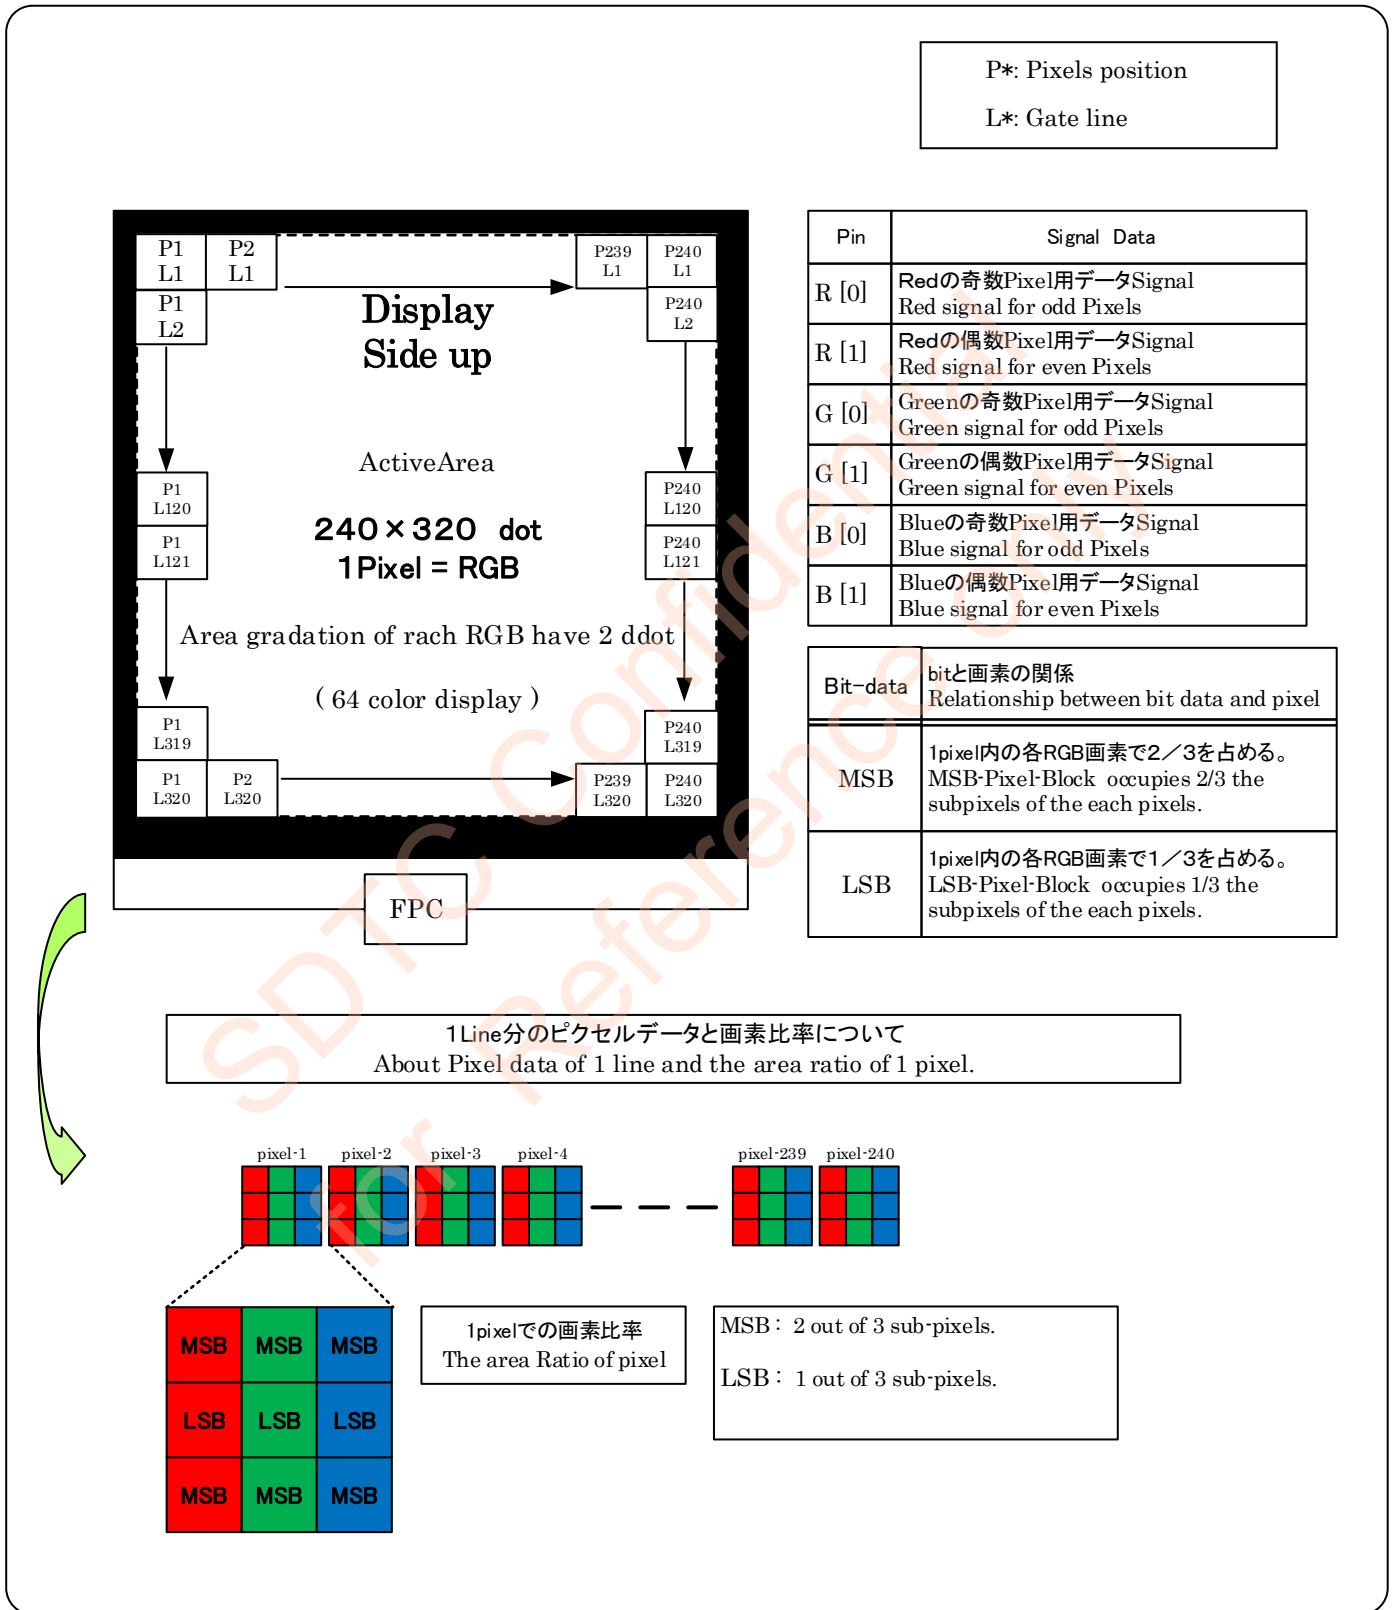 P*: Pixels position
L*: Gate line
P1
L1
P2
L1
P239
L1
P240
L1
P1
L2
P240
L2
Display
Side up
ActiveArea
P1
L120
P240
L120
240×320 dot
1Pixel = RGB
P1
L121
P240
L121
Area gradation of rach RGB have 2 ddot
( 64 color display )
P1
L319
P240
L319
P1
L320
P2
L320
P239
L320
P240
L320
FPC
Pin
Signal Data
R [0]
Redの奇数Pixel用データSignal
Red signal for odd Pixels
R [1]
Redの偶数Pixel用データSignal
Red signal for even Pixels
G [0]
Greenの奇数Pixel用データSignal
Green signal for odd Pixels
G [1]
Greenの偶数Pixel用データSignal
Green signal for even Pixels
B [0]
Blueの奇数Pixel用データSignal
Blue signal for odd Pixels
B [1]
Blueの偶数Pixel用データSignal
Blue signal for even Pixels
Bit-data
bitと画素の関係
Relationship between bit data and pixel
MSB
1pixel内の各RGB画素で2／3を占める。
MSB-Pixel-Block occupies 2/3 the
subpixels of the each pixels.
LSB
1pixel内の各RGB画素で1／3を占める。
LSB-Pixel-Block occupies 1/3 the
subpixels of the each pixels.
SDTC Confidential
for Reference only
1Line分のピクセルデータと画素比率について
About Pixel data of 1 line and the area ratio of 1 pixel.
pixel-1
pixel-2
pixel-3
pixel-4
pixel-239
pixel-240
MSB MSB MSB
LSB LSB LSB
MSB MSB MSB
1pixelでの画素比率
The area Ratio of pixel
MSB : 2 out of 3 sub-pixels.
LSB : 1 out of 3 sub-pixels.